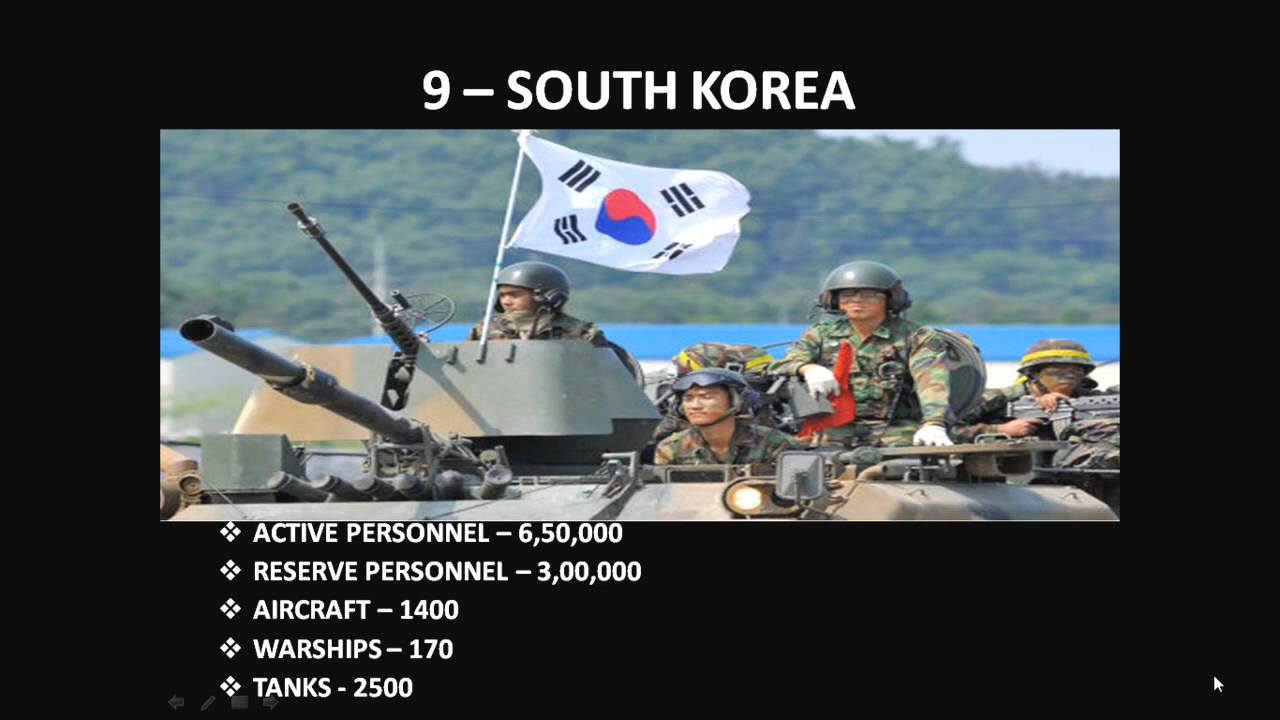 9 – SOUTH KOREA
❖ ACTIVE PERSONNEL – 6,50,000
❖ RESERVE PERSONNEL – 3,00,000
❖ AIRCRAFT – 1400
❖ WARSHIPS – 170
❖ TANKS - 2500